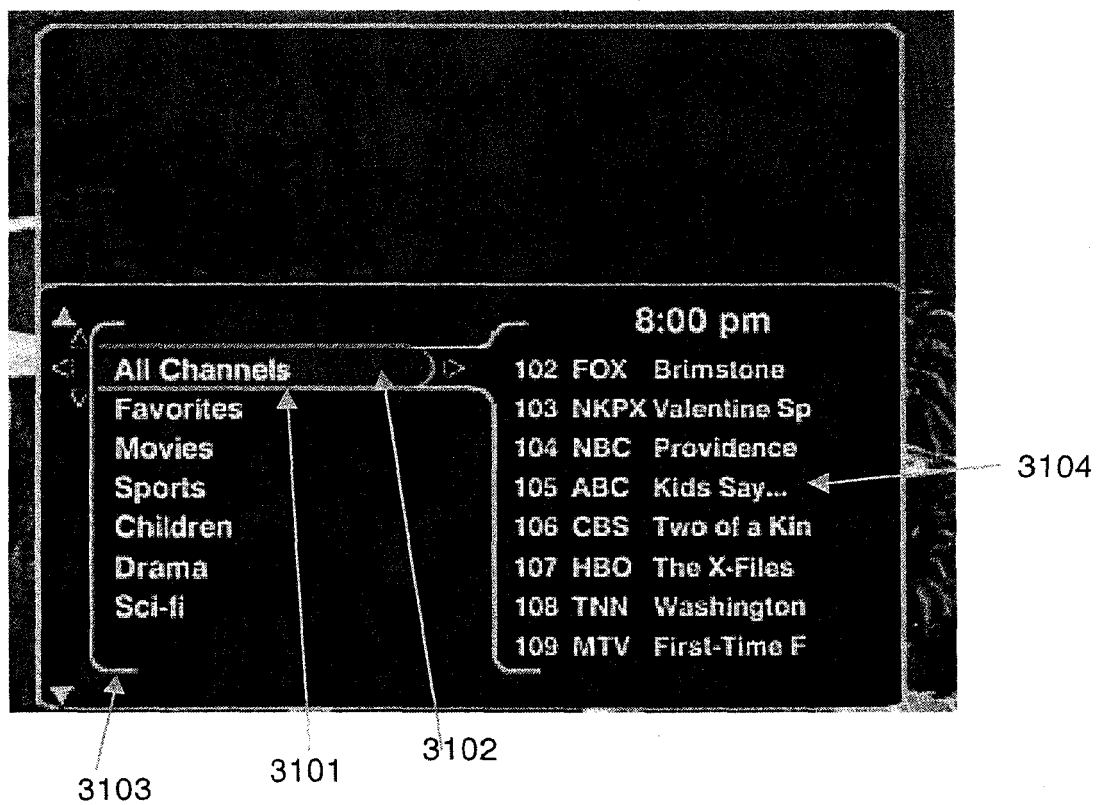 8:00 pm
All Channels
Favorites
Movies
Sports
Children
Drama
Sci-fi
102 FOX Brimstone
103 NKPX Valentine Sp
104 NBC Providence
105 ABC Kids Say...
106 CBS Two of a Kin
107 HBO The X-Files
108 TNN Washington
109 MTV First-Time F
3104
3102
3101
3103